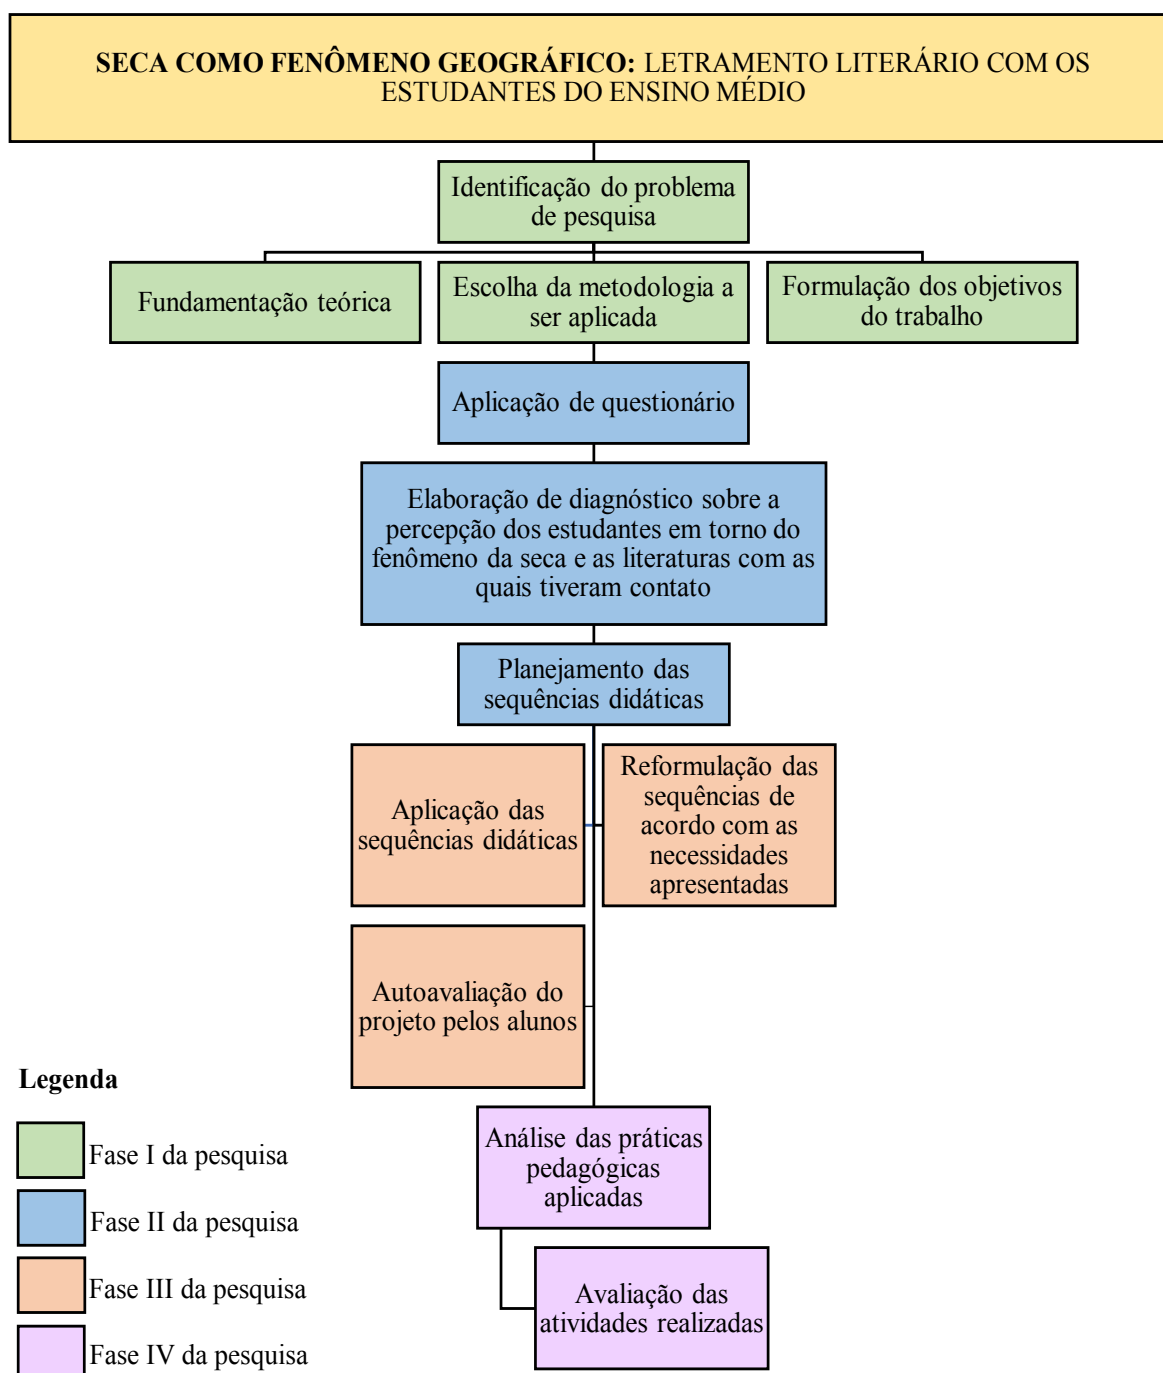 SECA COMO FENÔMENO GEOGRÁFICO: LETRAMENTO LITERÁRIO COM OS
ESTUDANTES DO ENSINO MÉDIO
Identificação do problema
de pesquisa
Fundamentação teórica
Escolha da metodologia a
ser aplicada
Formulação dos objetivos
do trabalho
Aplicação de questionário
Elaboração de diagnóstico sobre a
percepção dos estudantes em torno do
fenômeno da seca e as literaturas com as
quais tiveram contato
Planejamento das
sequências didáticas
Aplicação das
sequências didáticas
Reformulação das
sequências de
acordo com as
necessidades
apresentadas
Autoavaliação do
projeto pelos alunos
Análise das práticas
pedagógicas
aplicadas
Avaliação das
atividades realizadas
Legenda
Fase I da pesquisa
Fase II da pesquisa
Fase III da pesquisa
Fase IV da pesquisa